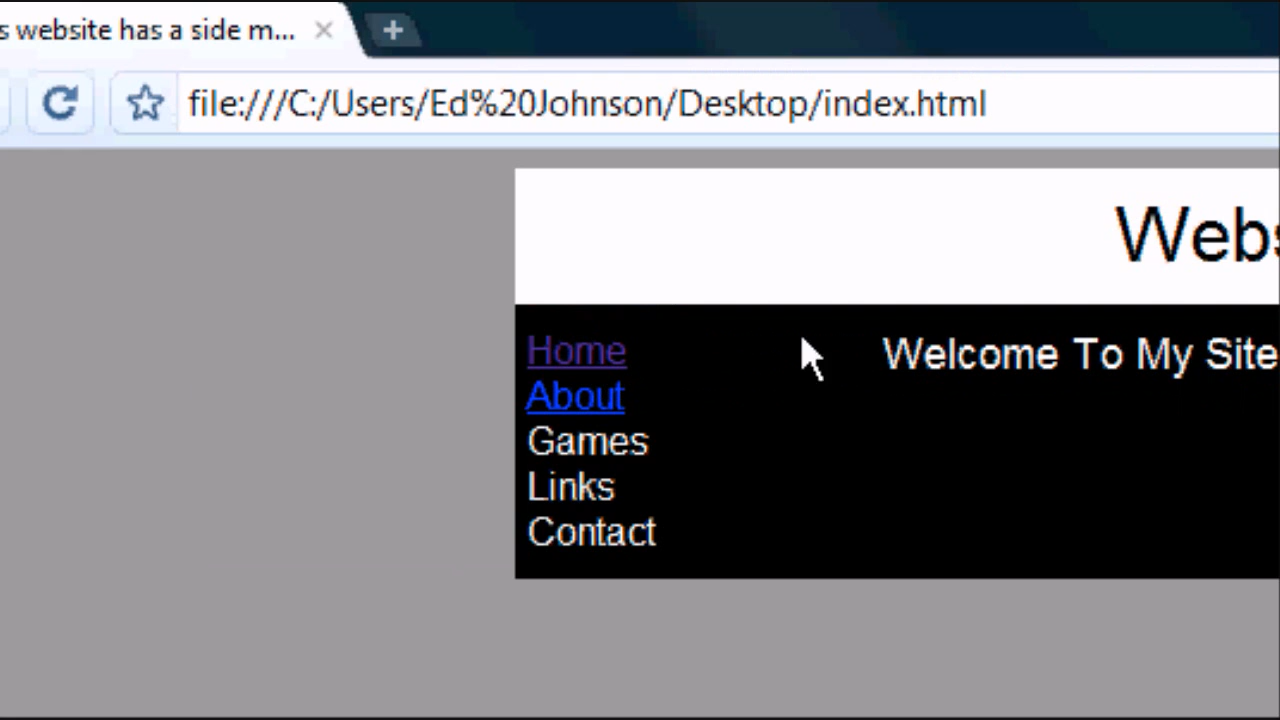 s website has a side m...
file:///C:/Users/Ed%20Johnson/Desktop/index.html
Webs
Home
Welcome To My Site
About
Games
Links
Contact